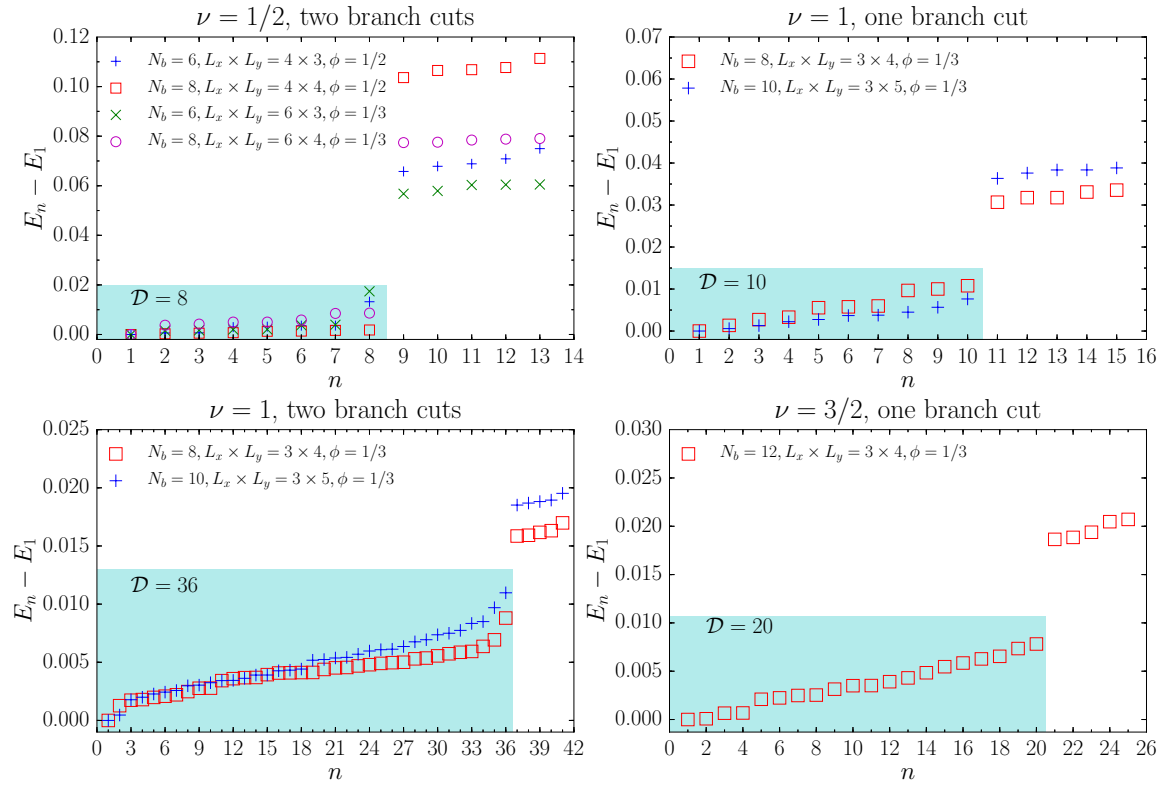 ν = 1/2, two branch cuts
0.12
0.10
0.08
0.06
0.04
0.02
0.00
E_n − E_1
N_b = 6, L_x × L_y = 4 × 3, ϕ = 1/2
N_b = 8, L_x × L_y = 4 × 4, ϕ = 1/2
N_b = 6, L_x × L_y = 6 × 3, ϕ = 1/3
N_b = 8, L_x × L_y = 6 × 4, ϕ = 1/3
𝒟 = 8
0 1 2 3 4 5 6 7 8 9 10 11 12 13 14
n
ν = 1, one branch cut
0.07
0.06
0.05
0.04
0.03
0.02
0.01
0.00
E_n − E_1
N_b = 8, L_x × L_y = 3 × 4, ϕ = 1/3
N_b = 10, L_x × L_y = 3 × 5, ϕ = 1/3
𝒟 = 10
0 1 2 3 4 5 6 7 8 9 10 11 12 13 14 15 16
n
ν = 1, two branch cuts
0.025
0.020
0.015
0.010
0.005
0.000
E_n − E_1
N_b = 8, L_x × L_y = 3 × 4, ϕ = 1/3
N_b = 10, L_x × L_y = 3 × 5, ϕ = 1/3
𝒟 = 36
0 3 6 9 12 15 18 21 24 27 30 33 36 39 42
n
ν = 3/2, one branch cut
0.030
0.025
0.020
0.015
0.010
0.005
0.000
E_n − E_1
N_b = 12, L_x × L_y = 3 × 4, ϕ = 1/3
𝒟 = 20
0 2 4 6 8 10 12 14 16 18 20 22 24 26
n